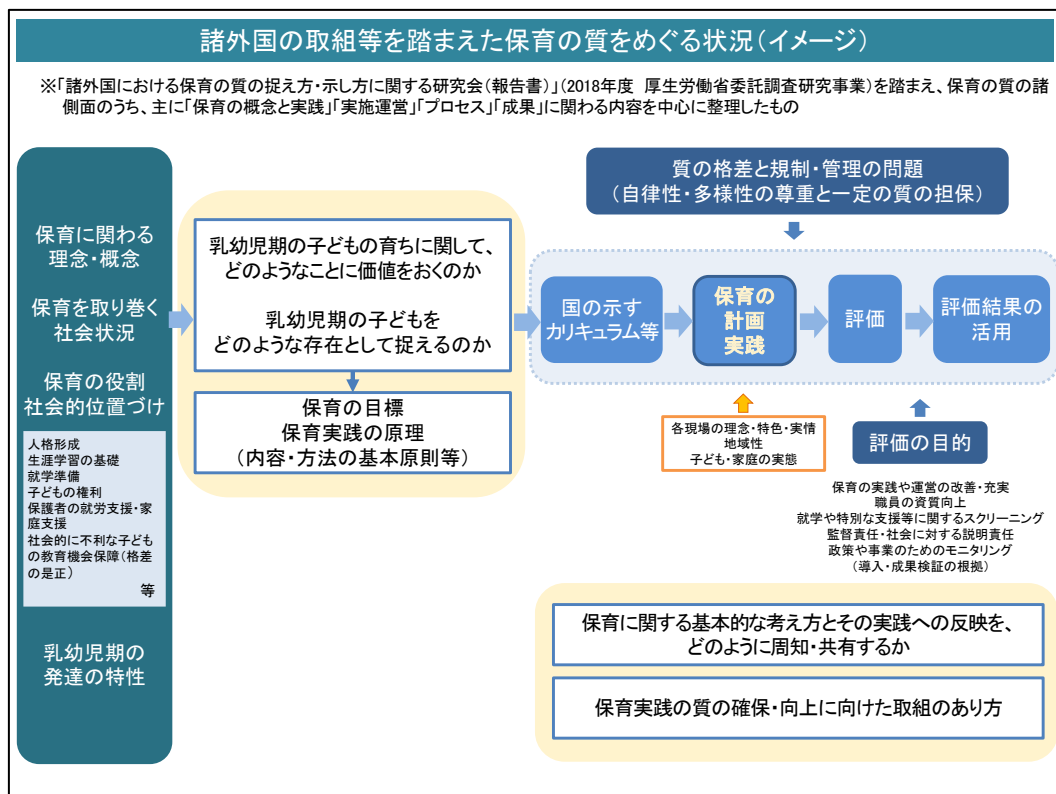 諸外国の取組等を踏まえた保育の質をめぐる状況（イメージ）
※「諸外国における保育の質の捉え方・示し方に関する研究会（報告書）」（2018年度　厚生労働省委託調査研究事業）を踏まえ、保育の質の諸
側面のうち、主に「保育の概念と実践」「実施運営」「プロセス」「成果」に関わる内容を中心に整理したもの
保育に関わる
理念・概念
保育を取り巻く
社会状況
保育の役割
社会的位置づけ
人格形成
生涯学習の基礎
就学準備
子どもの権利
保護者の就労支援・家
庭支援
社会的に不利な子ども
の教育機会保障（格差
の是正）
等
乳幼児期の
発達の特性
乳幼児期の子どもの育ちに関して、
どのようなことに価値をおくのか
乳幼児期の子どもを
どのような存在として捉えるのか
保育の目標
保育実践の原理
（内容・方法の基本原則等）
質の格差と規制・管理の問題
（自律性・多様性の尊重と一定の質の担保）
国の示す
カリキュラム等
保育の
計画
実践
評価
評価結果の
活用
各現場の理念・特色・実情
地域性
子ども・家庭の実態
評価の目的
保育の実践や運営の改善・充実
職員の資質向上
就学や特別な支援等に関するスクリーニング
監督責任・社会に対する説明責任
政策や事業のためのモニタリング
（導入・成果検証の根拠）
保育に関する基本的な考え方とその実践への反映を、
どのように周知・共有するか
保育実践の質の確保・向上に向けた取組のあり方